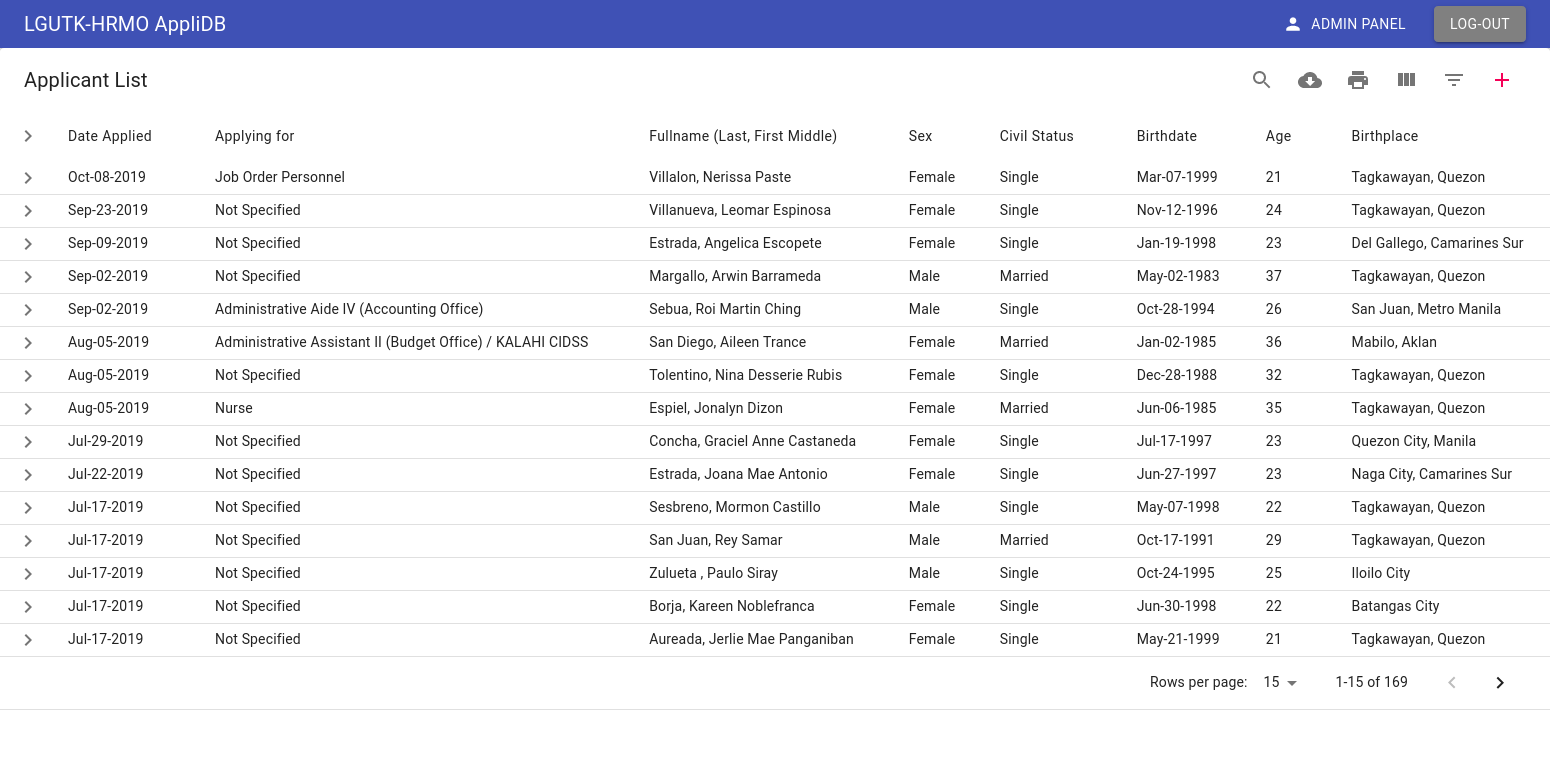 LGUTK-HRMO AppliDB ADMIN PANEL LOG-OUT
Applicant List
Date Applied Applying for Fullname (Last, First Middle) Sex Civil Status Birthdate Age Birthplace
Oct-08-2019 Job Order Personnel Villalon, Nerissa Paste Female Single Mar-07-1999 21 Tagkawayan, Quezon
Sep-23-2019 Not Specified Villanueva, Leomar Espinosa Female Single Nov-12-1996 24 Tagkawayan, Quezon
Sep-09-2019 Not Specified Estrada, Angelica Escopete Female Single Jan-19-1998 23 Del Gallego, Camarines Sur
Sep-02-2019 Not Specified Margallo, Arwin Barrameda Male Married May-02-1983 37 Tagkawayan, Quezon
Sep-02-2019 Administrative Aide IV (Accounting Office) Sebua, Roi Martin Ching Male Single Oct-28-1994 26 San Juan, Metro Manila
Aug-05-2019 Administrative Assistant II (Budget Office) / KALAHI CIDSS San Diego, Aileen Trance Female Married Jan-02-1985 36 Mabilo, Aklan
Aug-05-2019 Not Specified Tolentino, Nina Desserie Rubis Female Single Dec-28-1988 32 Tagkawayan, Quezon
Aug-05-2019 Nurse Espiel, Jonalyn Dizon Female Married Jun-06-1985 35 Tagkawayan, Quezon
Jul-29-2019 Not Specified Concha, Graciel Anne Castaneda Female Single Jul-17-1997 23 Quezon City, Manila
Jul-22-2019 Not Specified Estrada, Joana Mae Antonio Female Single Jun-27-1997 23 Naga City, Camarines Sur
Jul-17-2019 Not Specified Sesbreno, Mormon Castillo Male Single May-07-1998 22 Tagkawayan, Quezon
Jul-17-2019 Not Specified San Juan, Rey Samar Male Married Oct-17-1991 29 Tagkawayan, Quezon
Jul-17-2019 Not Specified Zulueta , Paulo Siray Male Single Oct-24-1995 25 Iloilo City
Jul-17-2019 Not Specified Borja, Kareen Noblefranca Female Single Jun-30-1998 22 Batangas City
Jul-17-2019 Not Specified Aureada, Jerlie Mae Panganiban Female Single May-21-1999 21 Tagkawayan, Quezon
Rows per page: 15 1-15 of 169